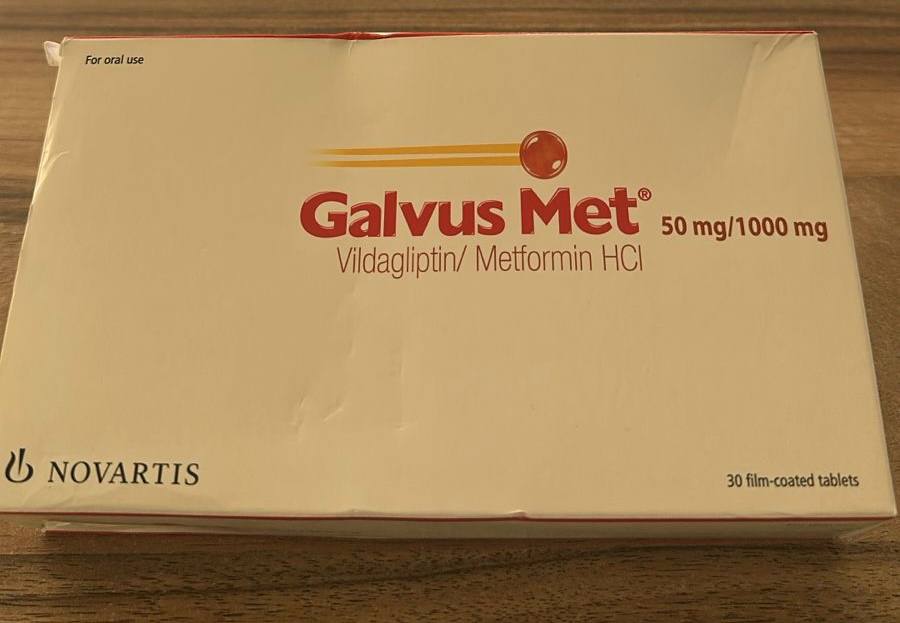 For oral use
Galvus Met® 50 mg/1000 mg
Vildagliptin/ Metformin HCl
NOVARTIS
30 film-coated tablets